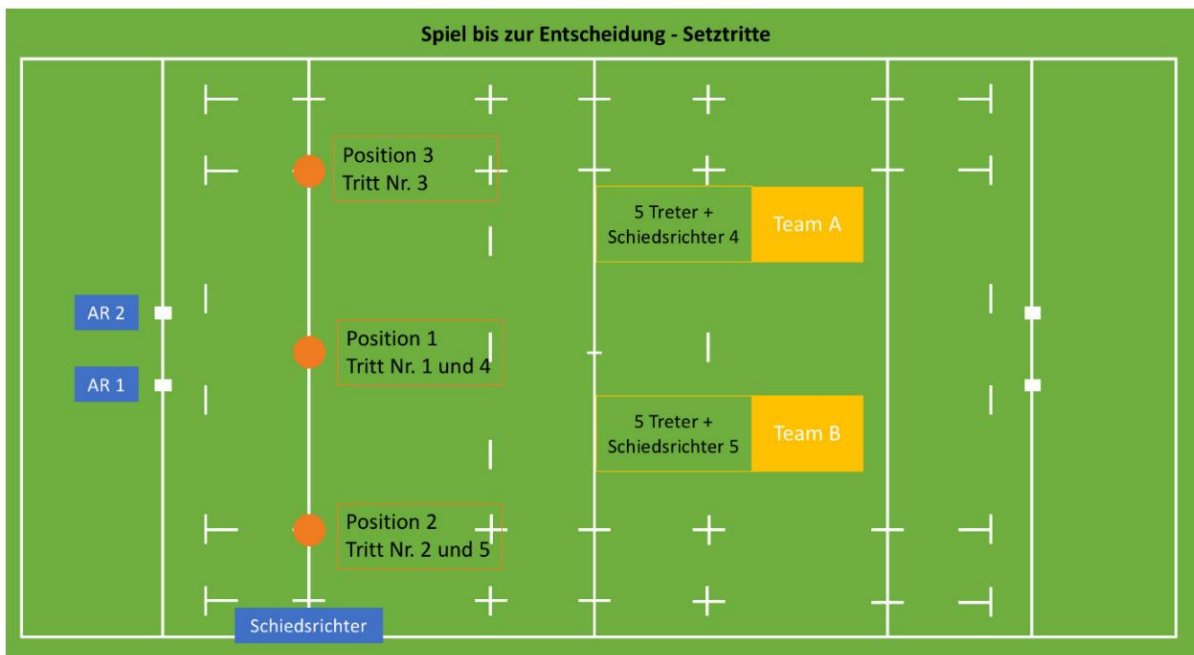 Spiel bis zur Entscheidung - Setztritte
Position 3
Tritt Nr. 3
5 Treter +
Schiedsrichter 4
Team A
AR 2
Position 1
Tritt Nr. 1 und 4
AR 1
5 Treter +
Schiedsrichter 5
Team B
Position 2
Tritt Nr. 2 und 5
Schiedsrichter